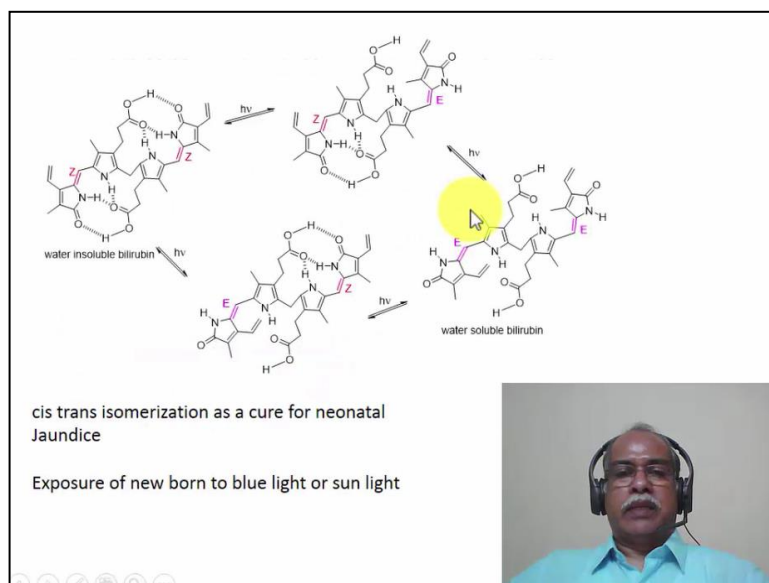 hν
hν
hν
hν
Z
Z
Z
E
E
E
E
Z
water insoluble bilirubin
water soluble bilirubin
cis trans isomerization as a cure for neonatal
Jaundice
Exposure of new born to blue light or sun light